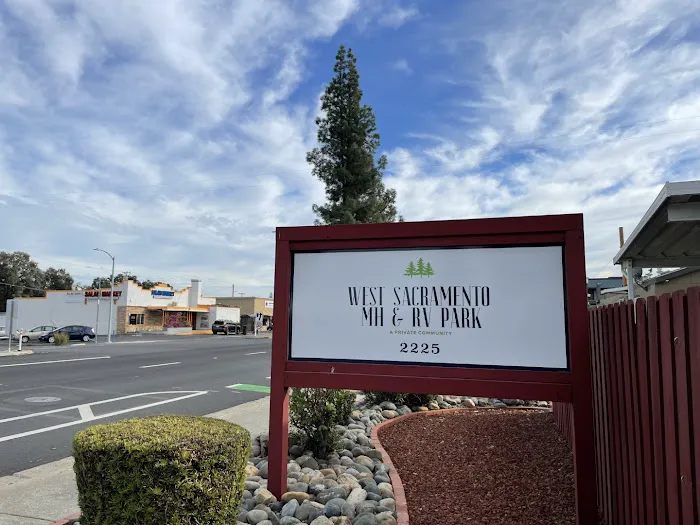 WEST SACRAMENTO
MH & RV PARK
A PRIVATE COMMUNITY
2225